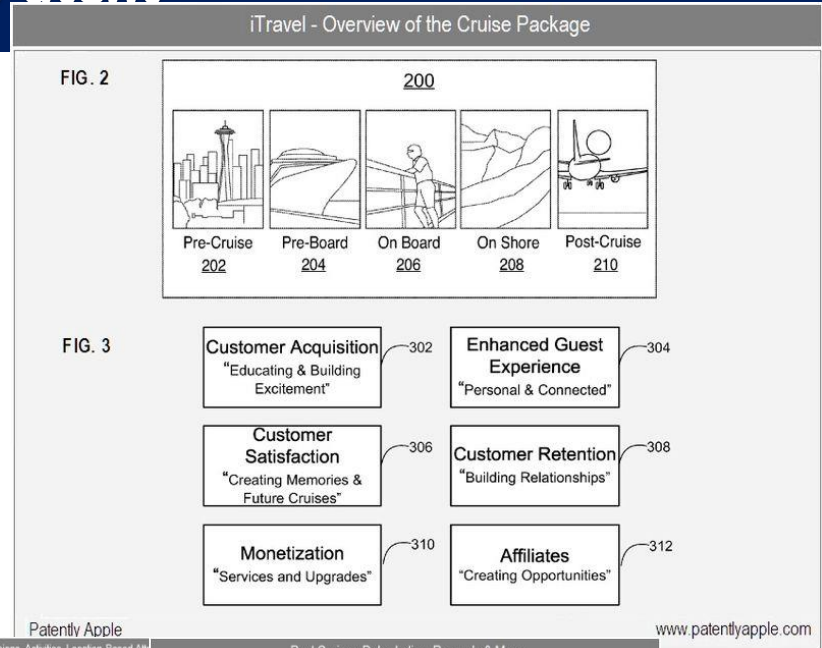 iTravel - Overview of the Cruise Package
FIG. 2
200
Pre-Cruise
202
Pre-Board
204
On Board
206
On Shore
208
Post-Cruise
210
FIG. 3
Customer Acquisition
"Educating & Building
Excitement"
302
Enhanced Guest
Experience
"Personal & Connected"
304
Customer
Satisfaction
"Creating Memories &
Future Cruises"
306
Customer Retention
"Building Relationships"
308
Monetization
"Services and Upgrades"
310
Affiliates
"Creating Opportunities"
312
Patently Apple
www.patentlyapple.com